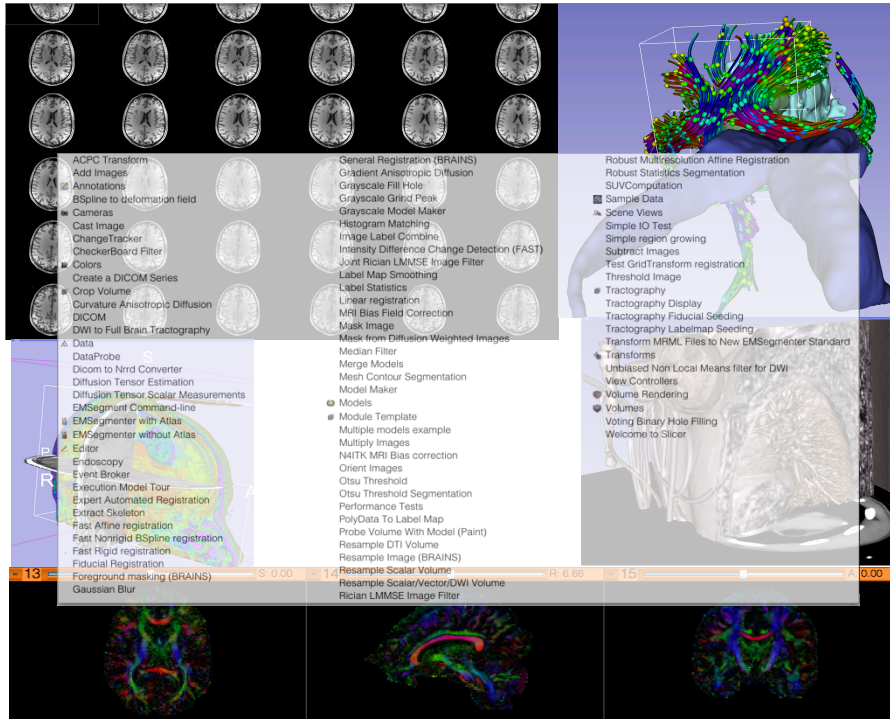 ACPC Transform
Add Images
Annotations
BSpline to deformation field
Cameras
Cast Image
ChangeTracker
CheckerBoard Filter
Colors
Create a DICOM Series
Crop Volume
Curvature Anisotropic Diffusion
DICOM
DWI to Full Brain Tractography
Data
DataProbe
Dicom to Nrrd Converter
Diffusion Tensor Estimation
Diffusion Tensor Scalar Measurements
EMSegment Command-line
EMSegmenter with Atlas
EMSegmenter without Atlas
Editor
Endoscopy
Event Broker
Execution Model Tour
Expert Automated Registration
Extract Skeleton
Fast Affine registration
Fast Nonrigid BSpline registration
Fast Rigid registration
Fiducial Registration
Foreground masking (BRAINS)
Gaussian Blur
General Registration (BRAINS)
Gradient Anisotropic Diffusion
Grayscale Fill Hole
Grayscale Grind Peak
Grayscale Model Maker
Histogram Matching
Image Label Combine
Intensity Difference Change Detection (FAST)
Joint Rician LMMSE Image Filter
Label Map Smoothing
Label Statistics
Linear registration
MRI Bias Field Correction
Mask Image
Mask from Diffusion Weighted Images
Median Filter
Merge Models
Mesh Contour Segmentation
Model Maker
Models
Module Template
Multiple models example
Multiply Images
N4ITK MRI Bias correction
Orient Images
Otsu Threshold
Otsu Threshold Segmentation
Performance Tests
PolyData To Label Map
Probe Volume With Model (Paint)
Resample DTI Volume
Resample Image (BRAINS)
Resample Scalar Volume
Resample Scalar/Vector/DWI Volume
Rician LMMSE Image Filter
Robust Multiresolution Affine Registration
Robust Statistics Segmentation
SUVComputation
Sample Data
Scene Views
Simple IO Test
Simple region growing
Subtract Images
Test GridTransform registration
Threshold Image
Tractography
Tractography Display
Tractography Fiducial Seeding
Tractography Labelmap Seeding
Transform MRML Files to New EMSegmenter Standard
Transforms
Unbiased Non Local Means filter for DWI
View Controllers
Volume Rendering
Volumes
Voting Binary Hole Filling
Welcome to Slicer
S
P
R
A
13 S: 0.00
14 R: 6.66
15 A: 0.00